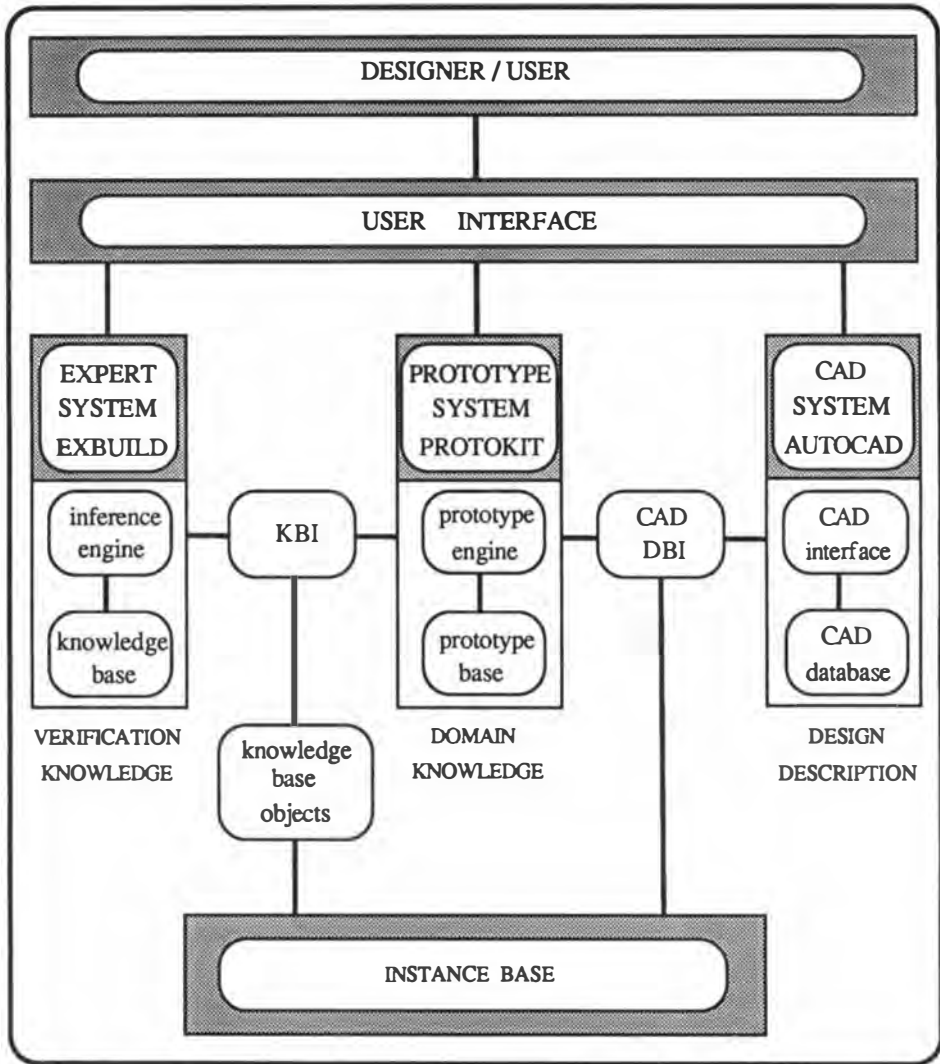 DESIGNER / USER
USER INTERFACE
EXPERT
SYSTEM
EXBUILD
PROTOTYPE
SYSTEM
PROTOKIT
CAD
SYSTEM
AUTOCAD
inference
engine
KBI
prototype
engine
CAD
DBI
CAD
interface
knowledge
base
prototype
base
CAD
database
VERIFICATION
KNOWLEDGE
knowledge
base
objects
DOMAIN
KNOWLEDGE
DESIGN
DESCRIPTION
INSTANCE BASE